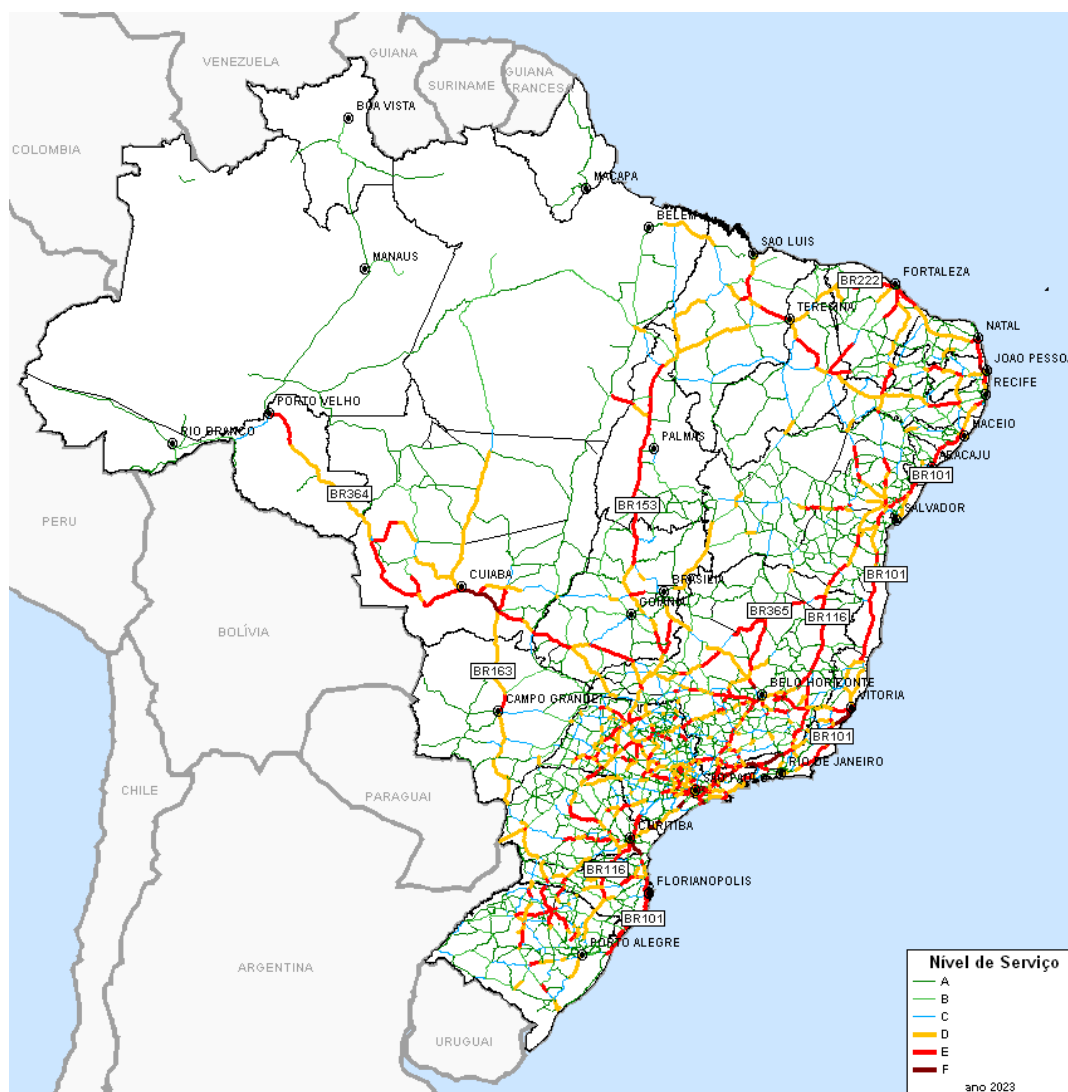 GUIANA
VENEZUELA
GUIANA
FRANCESA
SURINAME
BOA VISTA
COLOMBIA
MACAPA
BELEM
SAO LUIS
MANAUS
FORTALEZA
BR222
TERESINA
NATAL
JOAO PESSOA
RECIFE
PORTO VELHO
RIO BRANCO
MACEIO
PALMAS
ARACAJU
BR101
BR364
BR153
SALVADOR
PERU
BR101
CUIABA
BRASILIA
GOIANIA
BR365
BR116
BOLÍVIA
BR163
BELO HORIZONTE
VITORIA
CAMPO GRANDE
BR101
RIO DE JANEIRO
CHILE
SAO PAULO
PARAGUAI
CURITIBA
BR116
FLORIANOPOLIS
BR101
PORTO ALEGRE
ARGENTINA
URUGUAI
Nível de Serviço
A
B
C
D
E
F
ano 2023